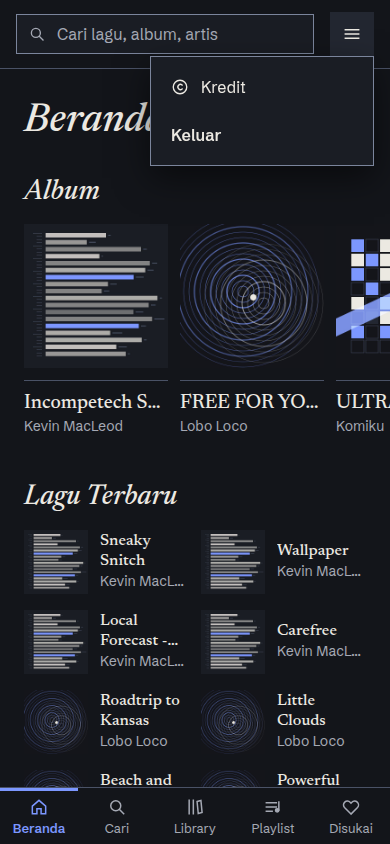 Cari lagu, album, artis
Kredit
Keluar
Album
Incompetech S...
FREE FOR YO...
Kevin MacLeod
Lobo Loco
Komiku
Lagu Terbaru
Sneaky
Snitch
Kevin MacL...
Wallpaper
Kevin MacL...
Local
Forecast -...
Kevin MacL...
Carefree
Kevin MacL...
Roadtrip to
Kansas
Lobo Loco
Little
Clouds
Lobo Loco
Beach and
Powerful
Beranda
Cari
Library
Playlist
Disukai